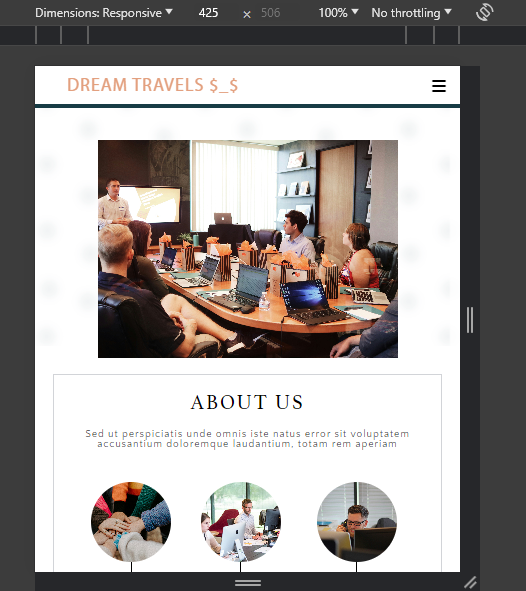 Dimensions: Responsive 425 × 506 100% No throttling
DREAM TRAVELS $_$
ABOUT US
Sed ut perspiciatis unde omnis iste natus error sit voluptatem
accusantium doloremque laudantium, totam rem aperiam